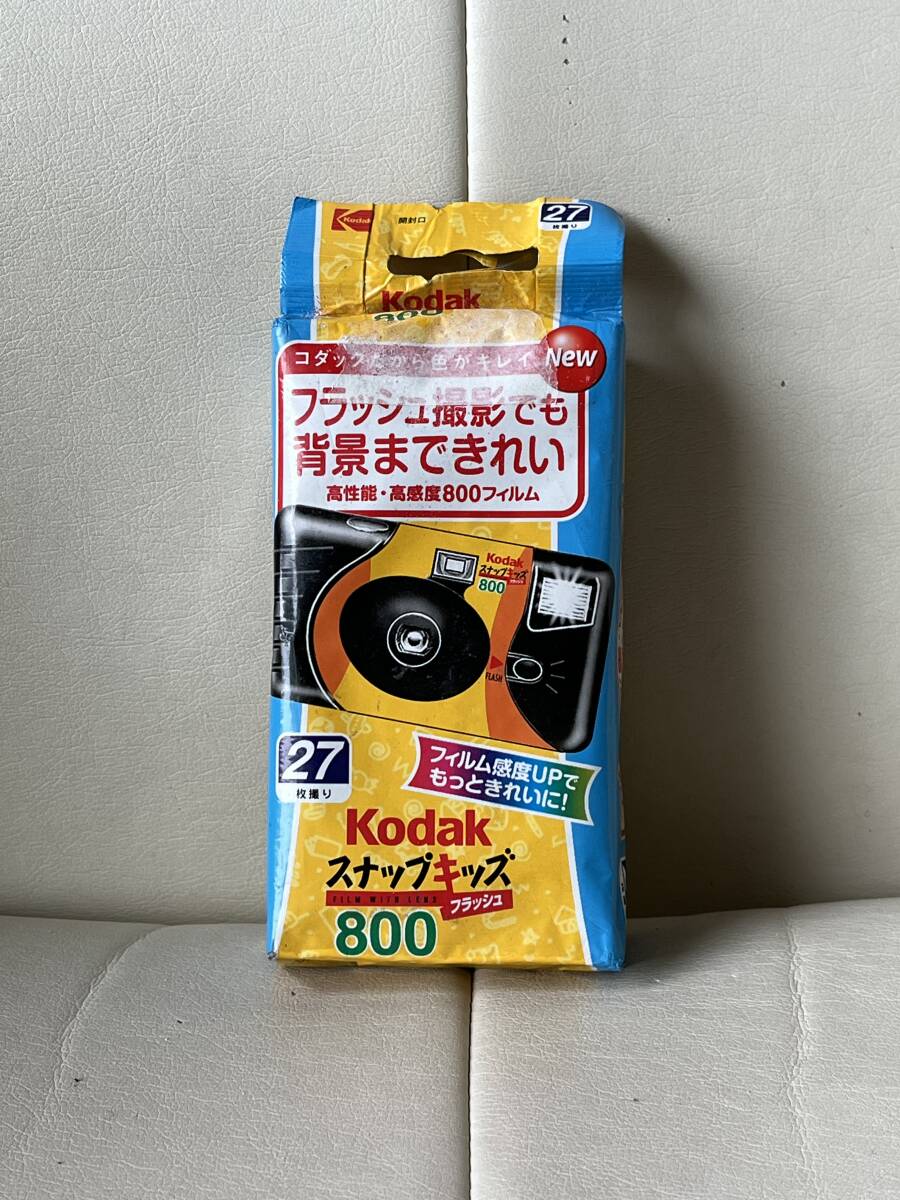 Kodak
開封口
27
枚撮り
Kodak
800
コダックだから色がキレイ
New
フラッシュ撮影でも
背景まできれい
高性能・高感度800フィルム
Kodak
スナップキッズ
フラッシュ
800
FLASH
27
枚撮り
フィルム感度UPで
もっときれいに!
Kodak
スナップキッズ
FILM WITH LENS
フラッシュ
800